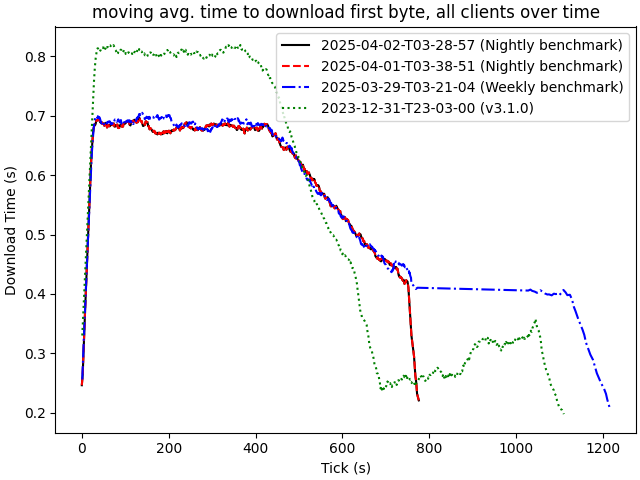 moving avg. time to download first byte, all clients over time
2025-04-02-T03-28-57 (Nightly benchmark)
2025-04-01-T03-38-51 (Nightly benchmark)
2025-03-29-T03-21-04 (Weekly benchmark)
2023-12-31-T23-03-00 (v3.1.0)
Download Time (s)
0.8
0.7
0.6
0.5
0.4
0.3
0.2
0 200 400 600 800 1000 1200
Tick (s)